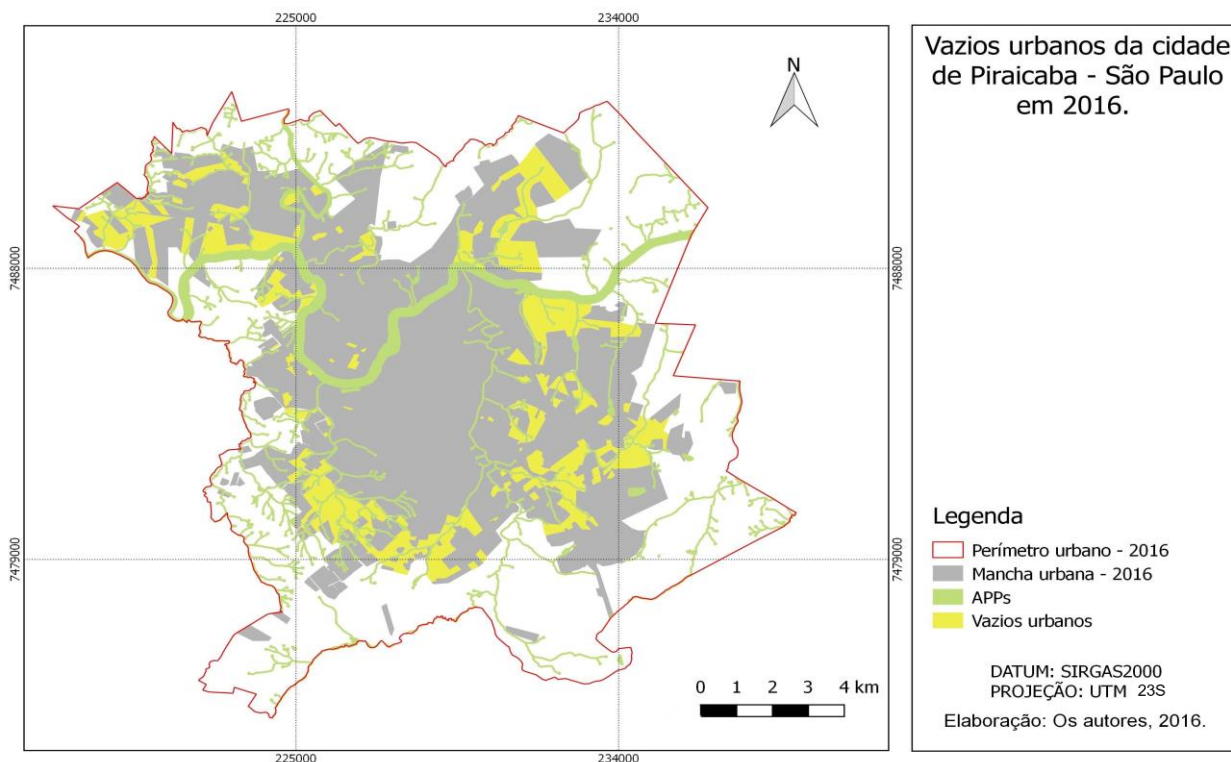 225000
234000
Vazios urbanos da cidade
de Piraicaba - São Paulo
em 2016.
N
7488000
7488000
7479000
7479000
Legenda
Perímetro urbano - 2016
Mancha urbana - 2016
APPs
Vazios urbanos
0 1 2 3 4 km
DATUM: SIRGAS2000
PROJEÇÃO: UTM 23S
Elaboração: Os autores, 2016.
225000
234000